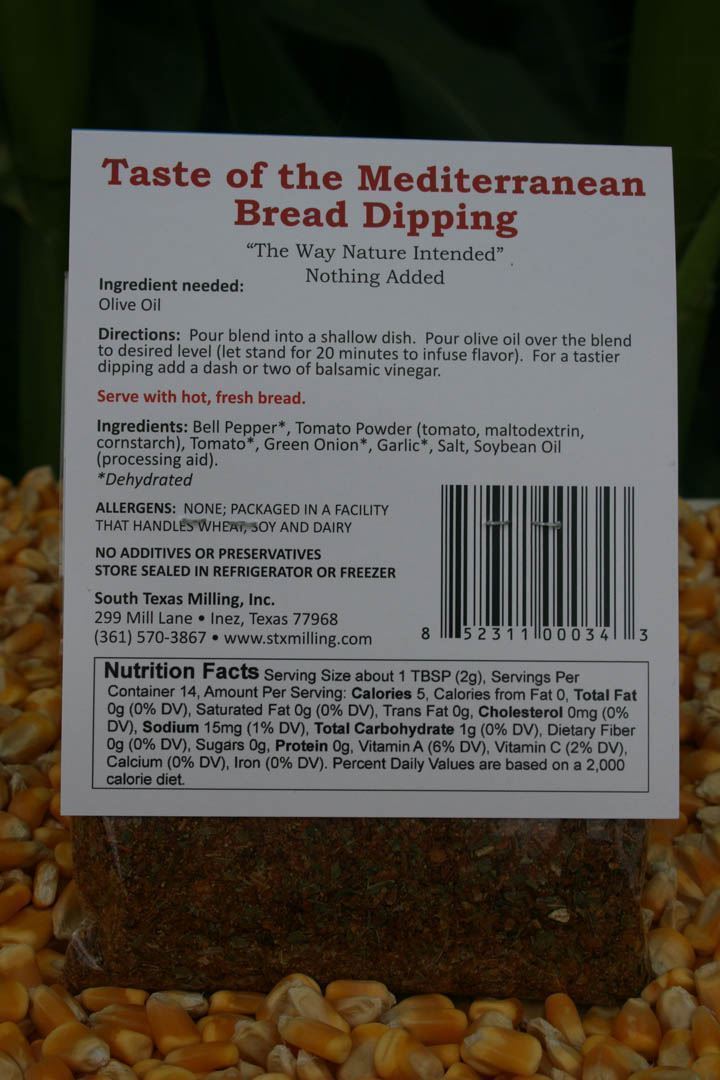 Taste of the Mediterranean
Bread Dipping
“The Way Nature Intended”
Nothing Added
Ingredient needed:
Olive Oil
Directions: Pour blend into a shallow dish. Pour olive oil over the blend
to desired level (let stand for 20 minutes to infuse flavor). For a tastier
dipping add a dash or two of balsamic vinegar.
Serve with hot, fresh bread.
Ingredients: Bell Pepper*, Tomato Powder (tomato, maltodextrin,
cornstarch), Tomato*, Green Onion*, Garlic*, Salt, Soybean Oil
(processing aid).
*Dehydrated
ALLERGENS: NONE; PACKAGED IN A FACILITY
THAT HANDLES WHEAT, SOY AND DAIRY
NO ADDITIVES OR PRESERVATIVES
STORE SEALED IN REFRIGERATOR OR FREEZER
South Texas Milling, Inc.
299 Mill Lane • Inez, Texas 77968
(361) 570-3867 • www.stxmilling.com
8 52311 00034 3
Nutrition Facts Serving Size about 1 TBSP (2g), Servings Per
Container 14, Amount Per Serving: Calories 5, Calories from Fat 0, Total Fat
0g (0% DV), Saturated Fat 0g (0% DV), Trans Fat 0g, Cholesterol 0mg (0%
DV), Sodium 15mg (1% DV), Total Carbohydrate 1g (0% DV), Dietary Fiber
0g (0% DV), Sugars 0g, Protein 0g, Vitamin A (6% DV), Vitamin C (2% DV),
Calcium (0% DV), Iron (0% DV). Percent Daily Values are based on a 2,000
calorie diet.